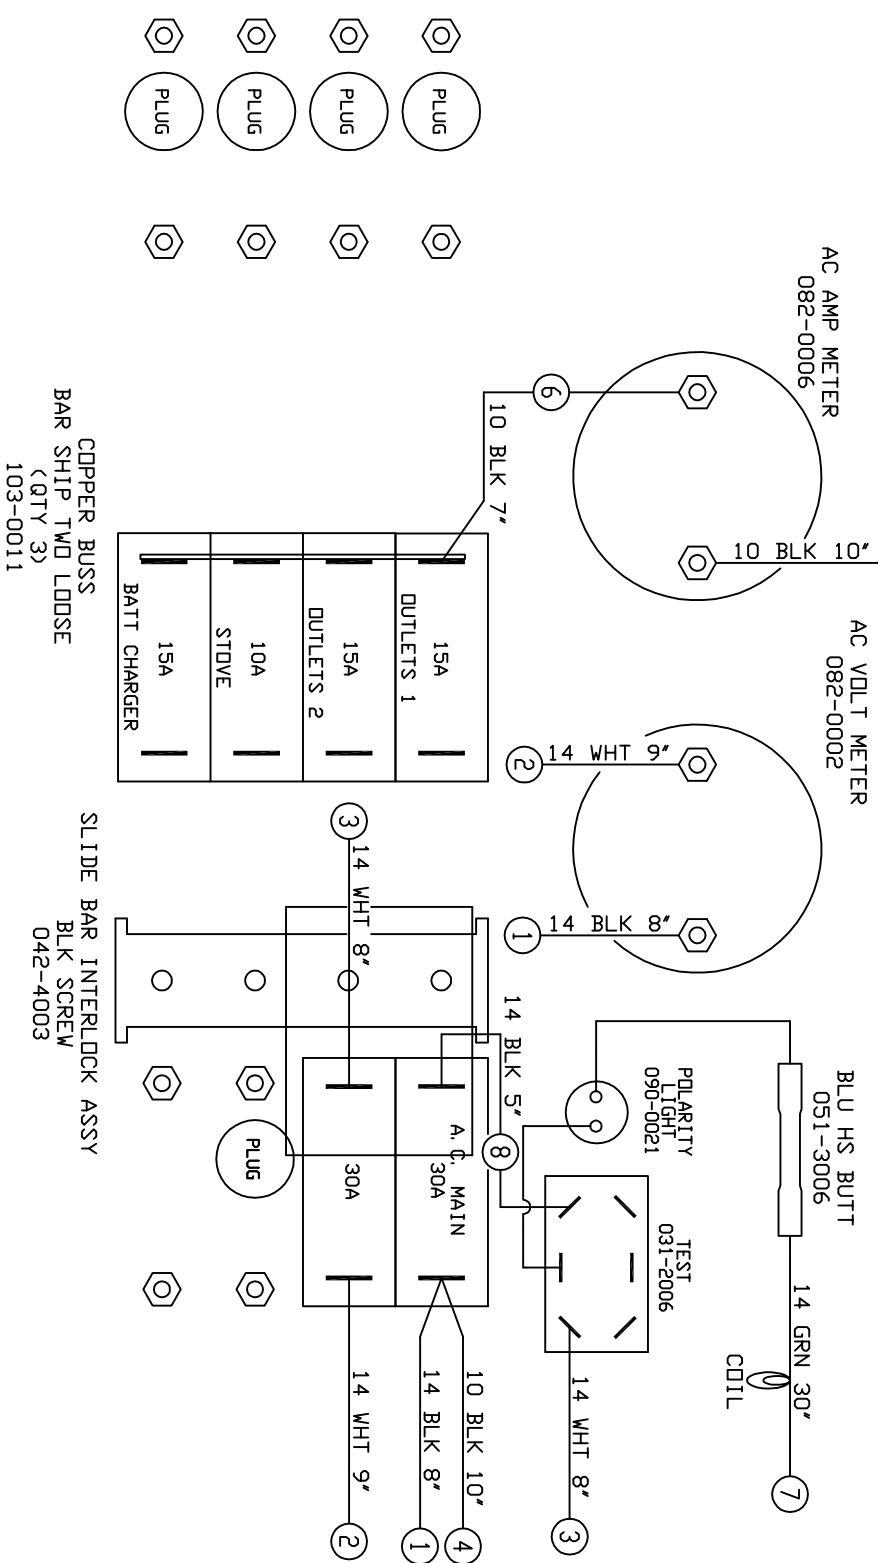 PLUG
PLUG
PLUG
PLUG
AC AMP METER
082-0006
6
10 BLK 7"
10 BLK 10"
COPPER BUSS
BAR SHIP TWO LOOSE
(QTY 3)
103-0011
OUTLETS 1
15A
OUTLETS 2
15A
STOVE
10A
BATT CHARGER
15A
AC VOLT METER
082-0002
2
14 WHT 9"
1
14 BLK 8"
3
14 WHT 8"
SLIDE BAR INTERLOCK ASSY
BLK SCREW
042-4003
14 BLK 5"
8
A.C. MAIN
30A
30A
PLUG
POLARITY
LIGHT
090-0021
BLU HS BUTT
051-3006
TEST
031-2006
14 GRN 30"
COIL
7
14 WHT 8"
3
10 BLK 10"
4
14 BLK 8"
1
14 WHT 9"
2